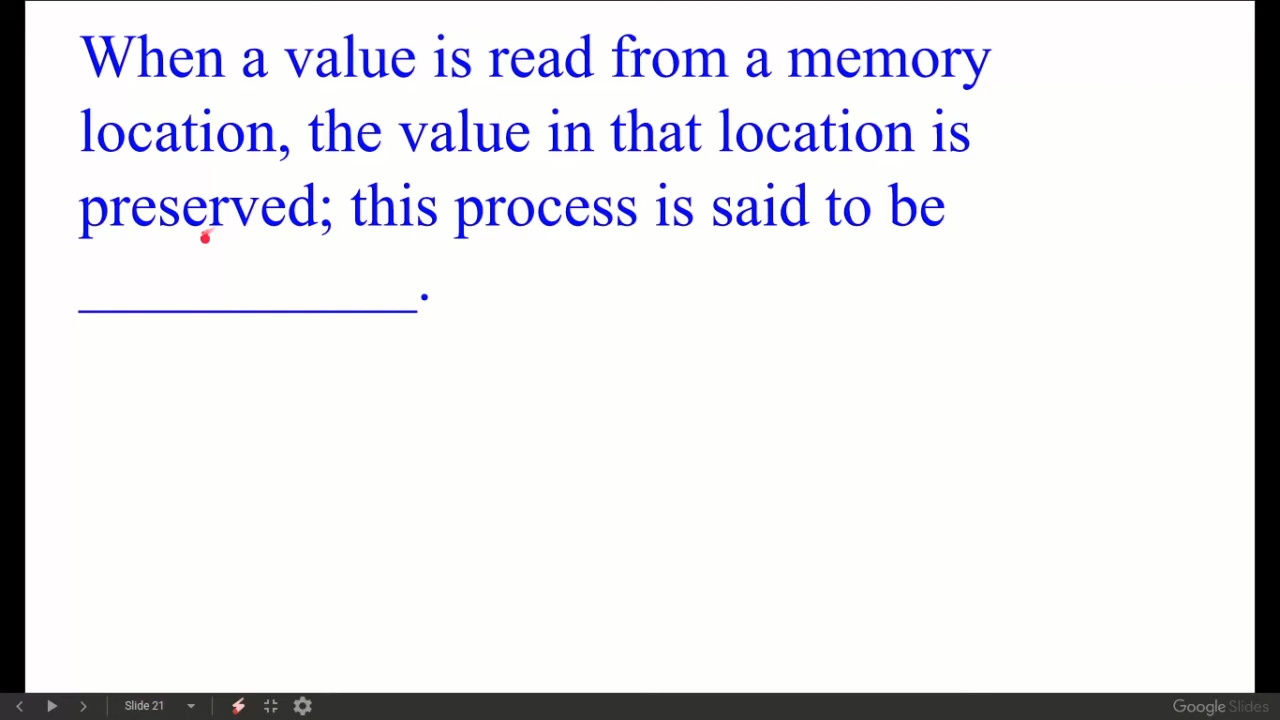 When a value is read from a memory
location, the value in that location is
preserved; this process is said to be
____________.
Slide 21
Google Slides